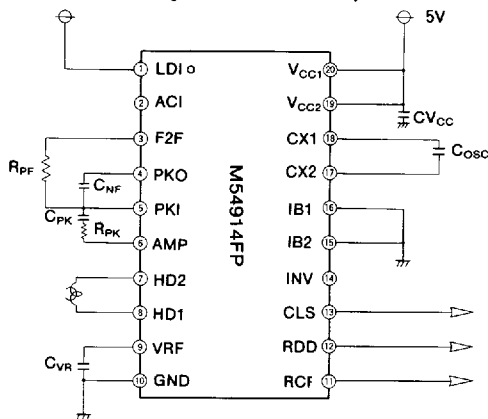 5V
1 LDI
2 ACI
3 F2F
4 PKO
5 PKI
6 AMP
7 HD2
8 HD1
9 VRF
10 GND
RPF
CNF
CPK
RPK
CVR
M54914FP
VCC1 20
VCC2 19
CX1 18
CX2 17
IB1 16
IB2 15
INV 14
CLS 13
RDD 12
RCF 11
CVCC
COSC